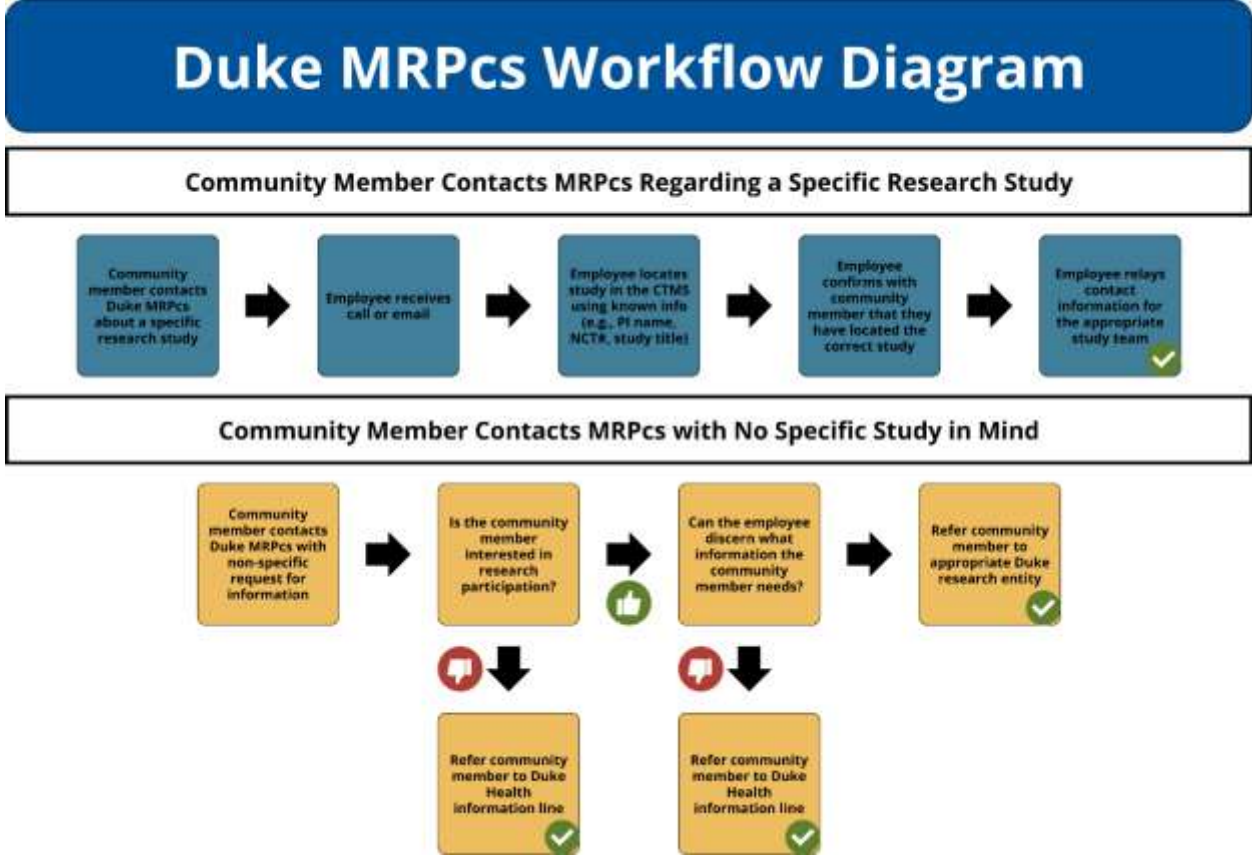 Duke MRPcs Workflow Diagram
Community Member Contacts MRPcs Regarding a Specific Research Study
Community
member contacts
Duke MRPcs
about a specific
research study
Employee receives
call or email
Employee locates
study in the CTMS
using known info
(e.g., PI name,
NCT#, study title)
Employee
confirms with
community
member that they
have located the
correct study
Employee relays
contact
information for
the appropriate
study team
Community Member Contacts MRPcs with No Specific Study in Mind
Community
member contacts
Duke MRPcs with
non-specific
request for
information
Is the community
member
interested in
research
participation?
Can the employee
discern what
information the
community
member needs?
Refer community
member to
appropriate Duke
research entity
Refer community
member to Duke
Health
information line
Refer community
member to Duke
Health
information line